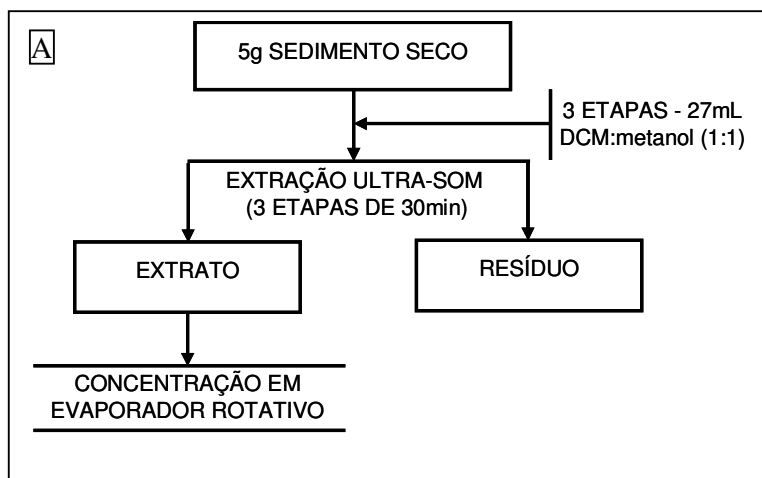 A
5g SEDIMENTO SECO
3 ETAPAS - 27mL
DCM:metanol (1:1)
EXTRAÇÃO ULTRA-SOM
(3 ETAPAS DE 30min)
EXTRATO
RESÍDUO
CONCENTRAÇÃO EM
EVAPORADOR ROTATIVO